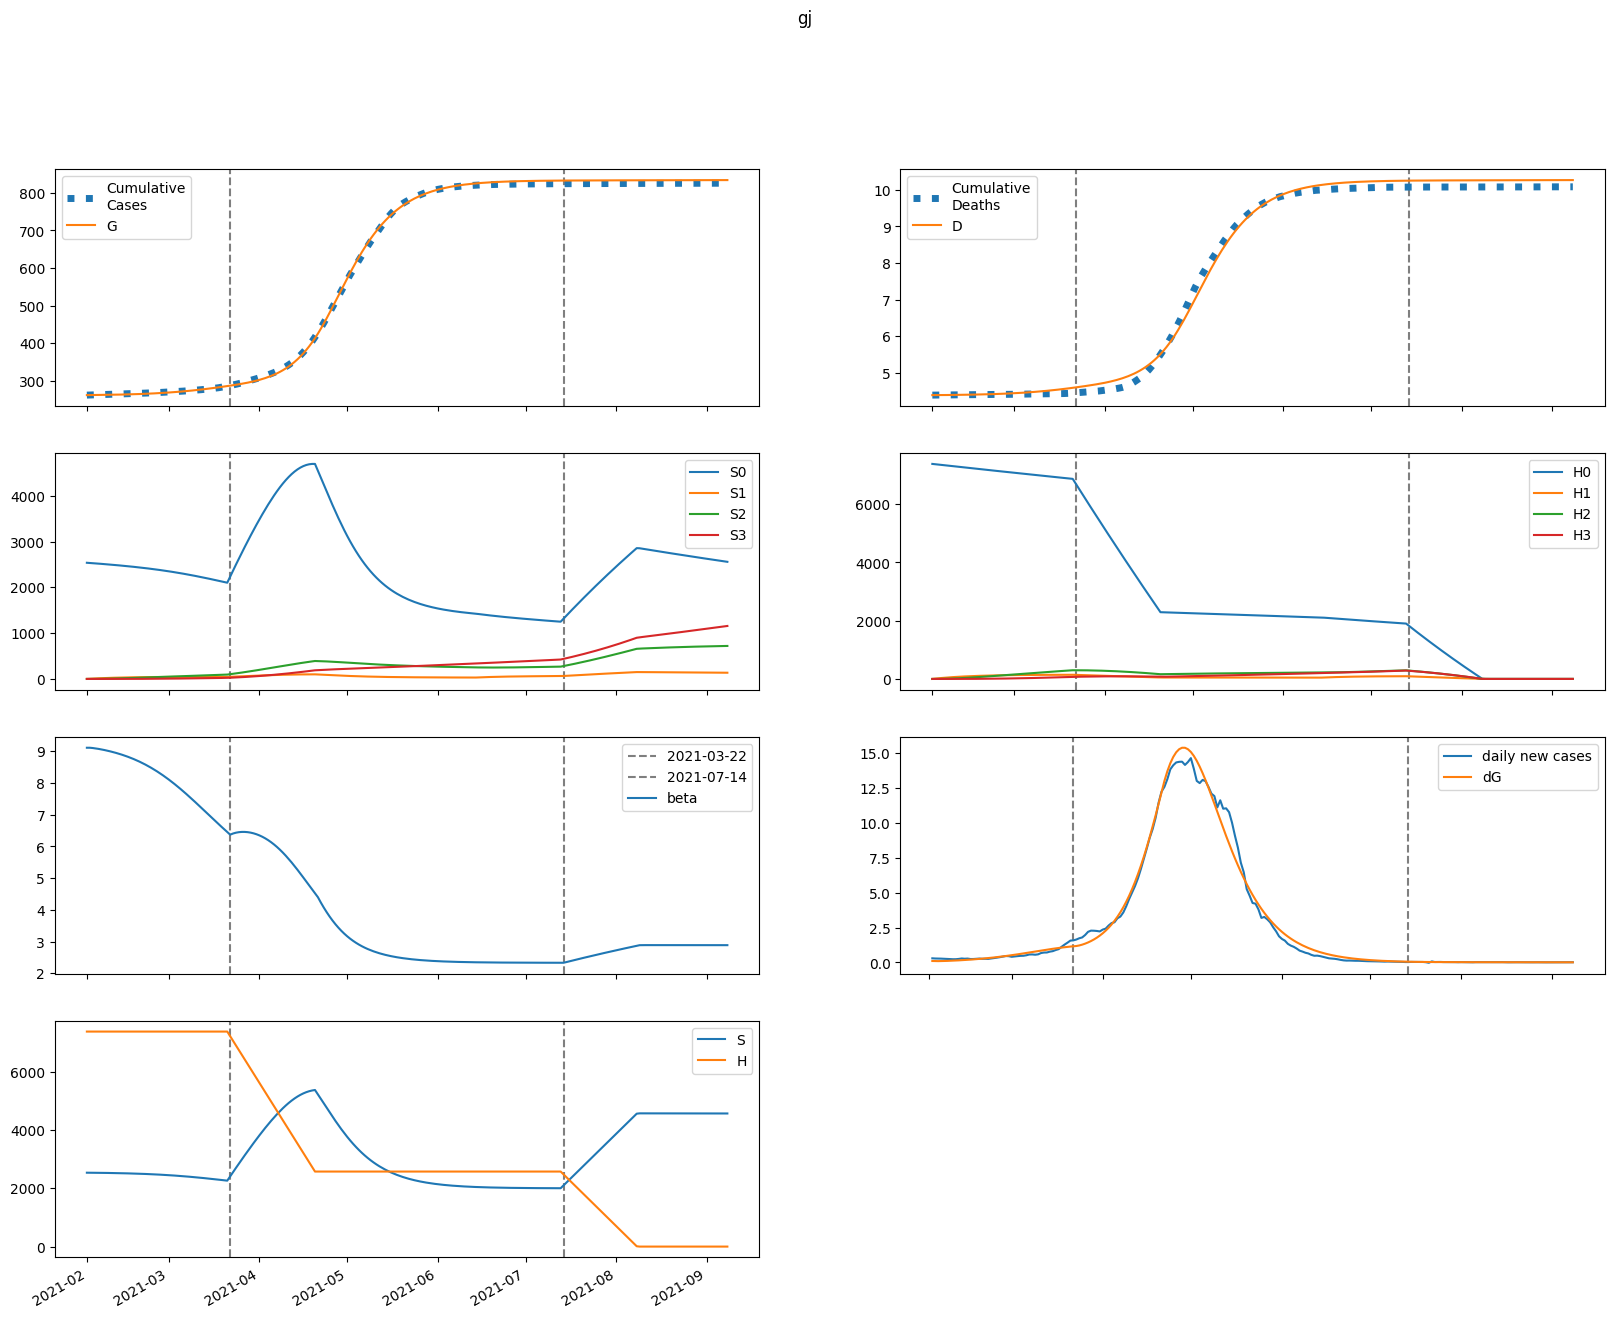 gj
Cumulative
Cases
G
800
700
600
500
400
300
Cumulative
Deaths
D
10
9
8
7
6
5
S0
S1
S2
S3
4000
3000
2000
1000
0
H0
H1
H2
H3
6000
4000
2000
0
2021-03-22
2021-07-14
beta
9
8
7
6
5
4
3
2
daily new cases
dG
15.0
12.5
10.0
7.5
5.0
2.5
0.0
S
H
6000
4000
2000
0
2021-02
2021-03
2021-04
2021-05
2021-06
2021-07
2021-08
2021-09